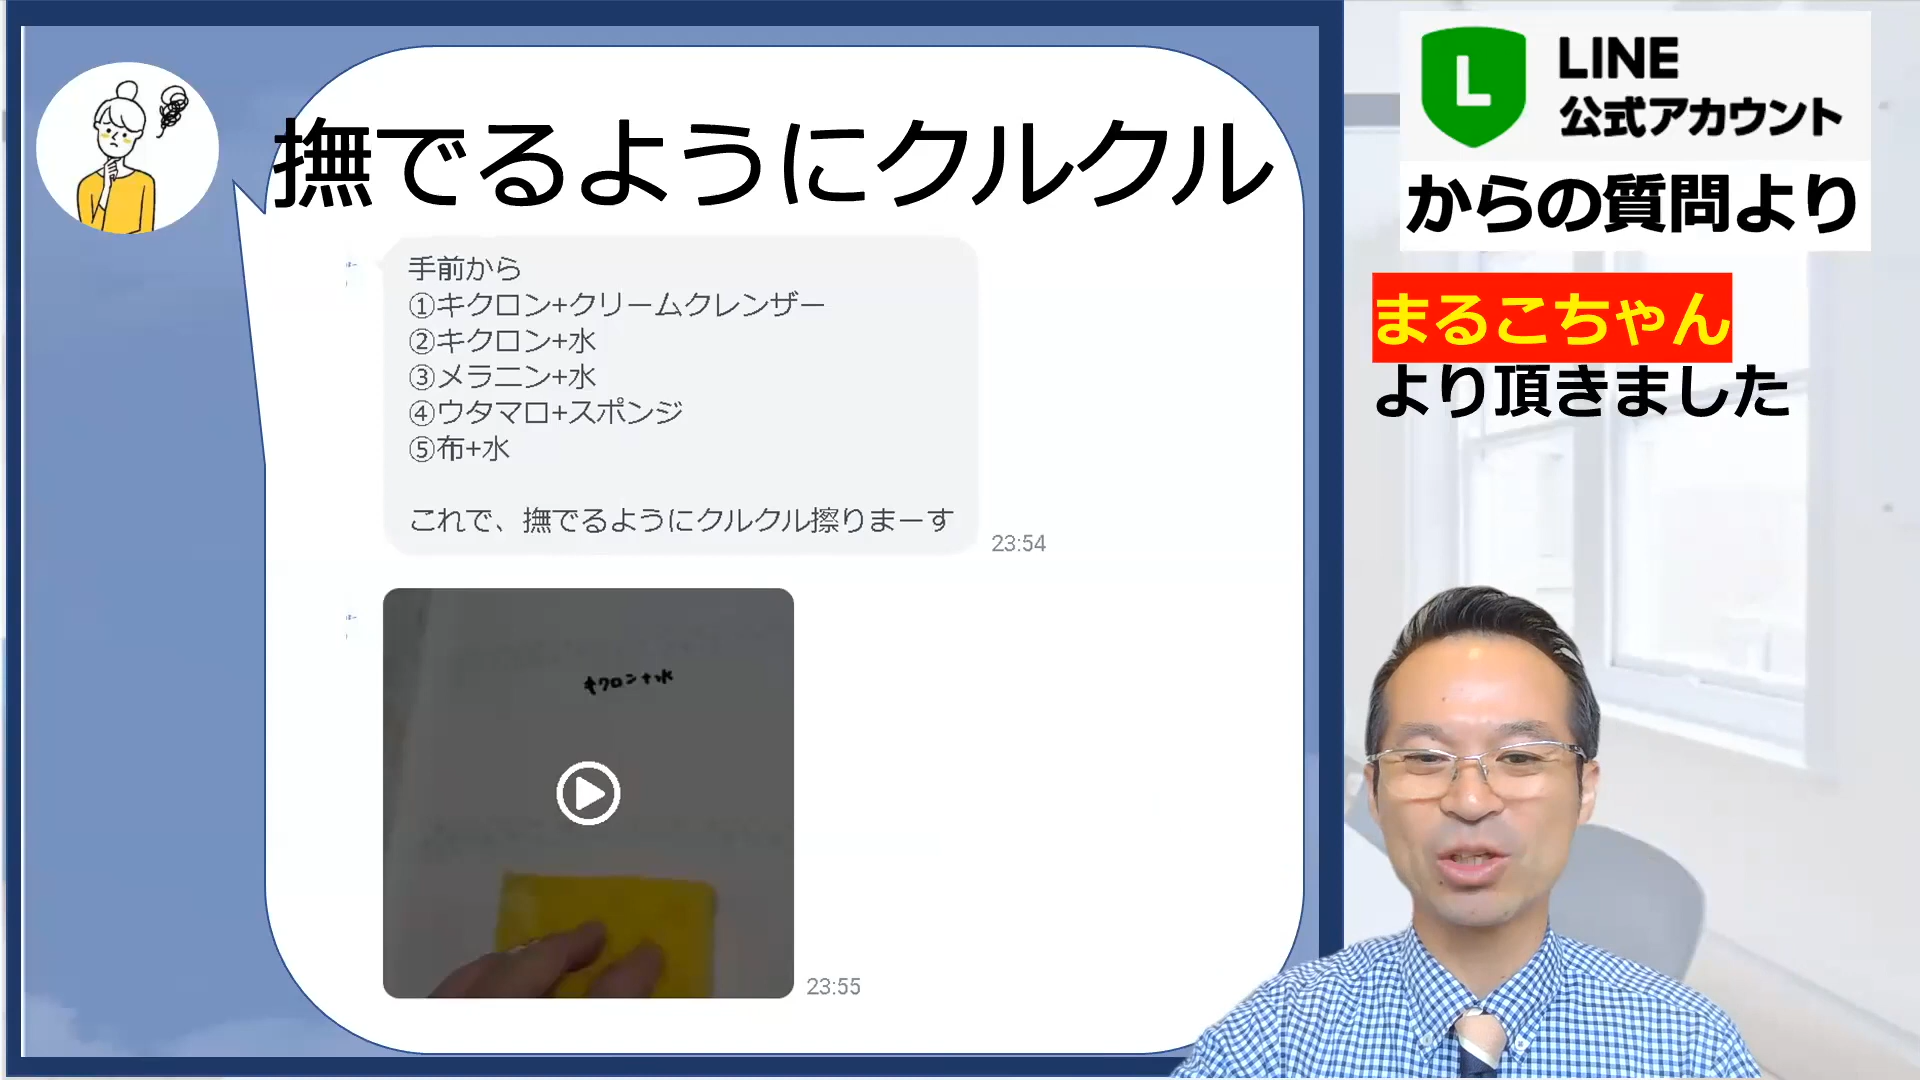 撫でるようにクルクル
手前から
①キクロン+クリームクレンザー
②キクロン+水
③メラニン+水
④ウタマロ+スポンジ
⑤布+水
これで、撫でるようにクルクル擦りまーす
23:54
キクロン+水
23:55
L
LINE
公式アカウント
からの質問より
まるこちゃん
より頂きました